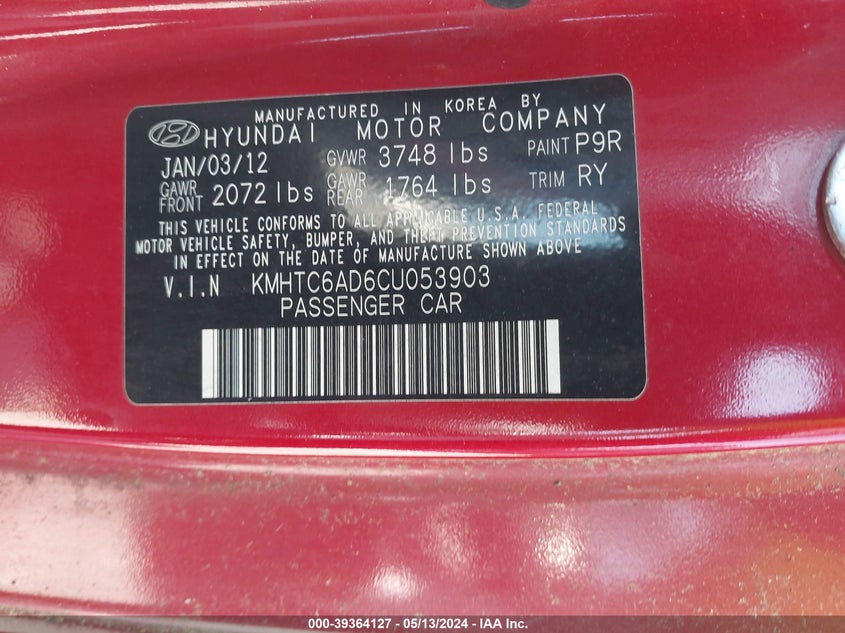 MANUFACTURED IN KOREA BY
HYUNDAI MOTOR COMPANY
JAN/03/12 GVWR 3748 lbs PAINT P9R
GAWR FRONT 2072 lbs GAWR REAR 1764 lbs TRIM RY
THIS VEHICLE CONFORMS TO ALL APPLICABLE U.S.A. FEDERAL
MOTOR VEHICLE SAFETY, BUMPER, AND THEFT PREVENTION STANDARDS
IN EFFECT ON THE DATE OF MANUFACTURE SHOWN ABOVE
V.I.N KMHTC6AD6CU053903
PASSENGER CAR
000-39364127 - 05/13/2024 - IAA Inc.